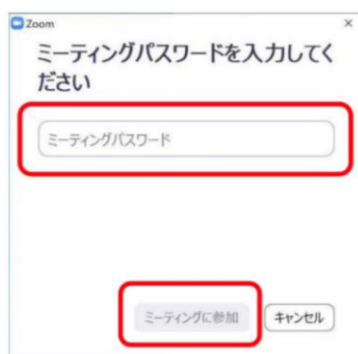 Zoom
ミーティングパスワードを入力してく
ださい
ミーティングパスワード
ミーティングに参加
キャンセル